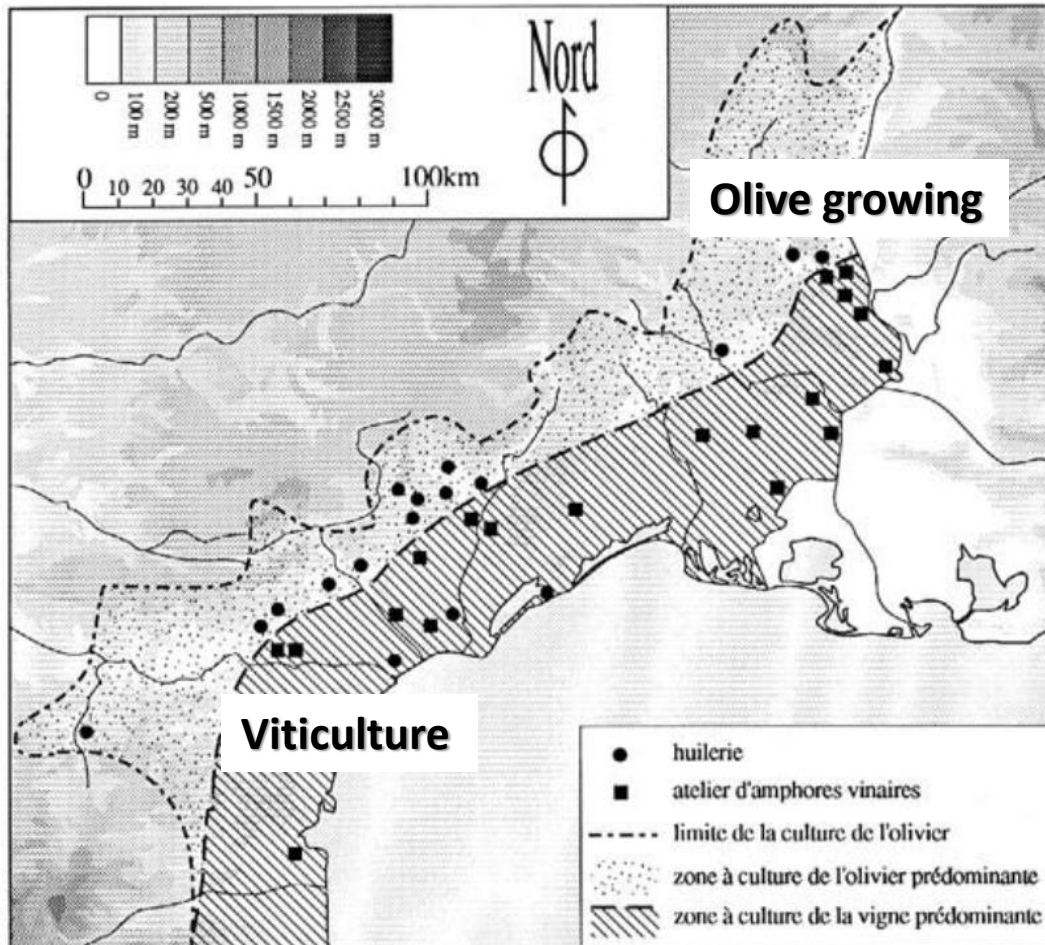 Nord
0
100 m
200 m
500 m
1000 m
1500 m
2000 m
2500 m
3000 m
0 10 20 30 40 50 100km
Olive growing
Viticulture
huilerie
atelier d'amphores vinaires
limite de la culture de l'olivier
zone à culture de l'olivier prédominante
zone à culture de la vigne prédominante